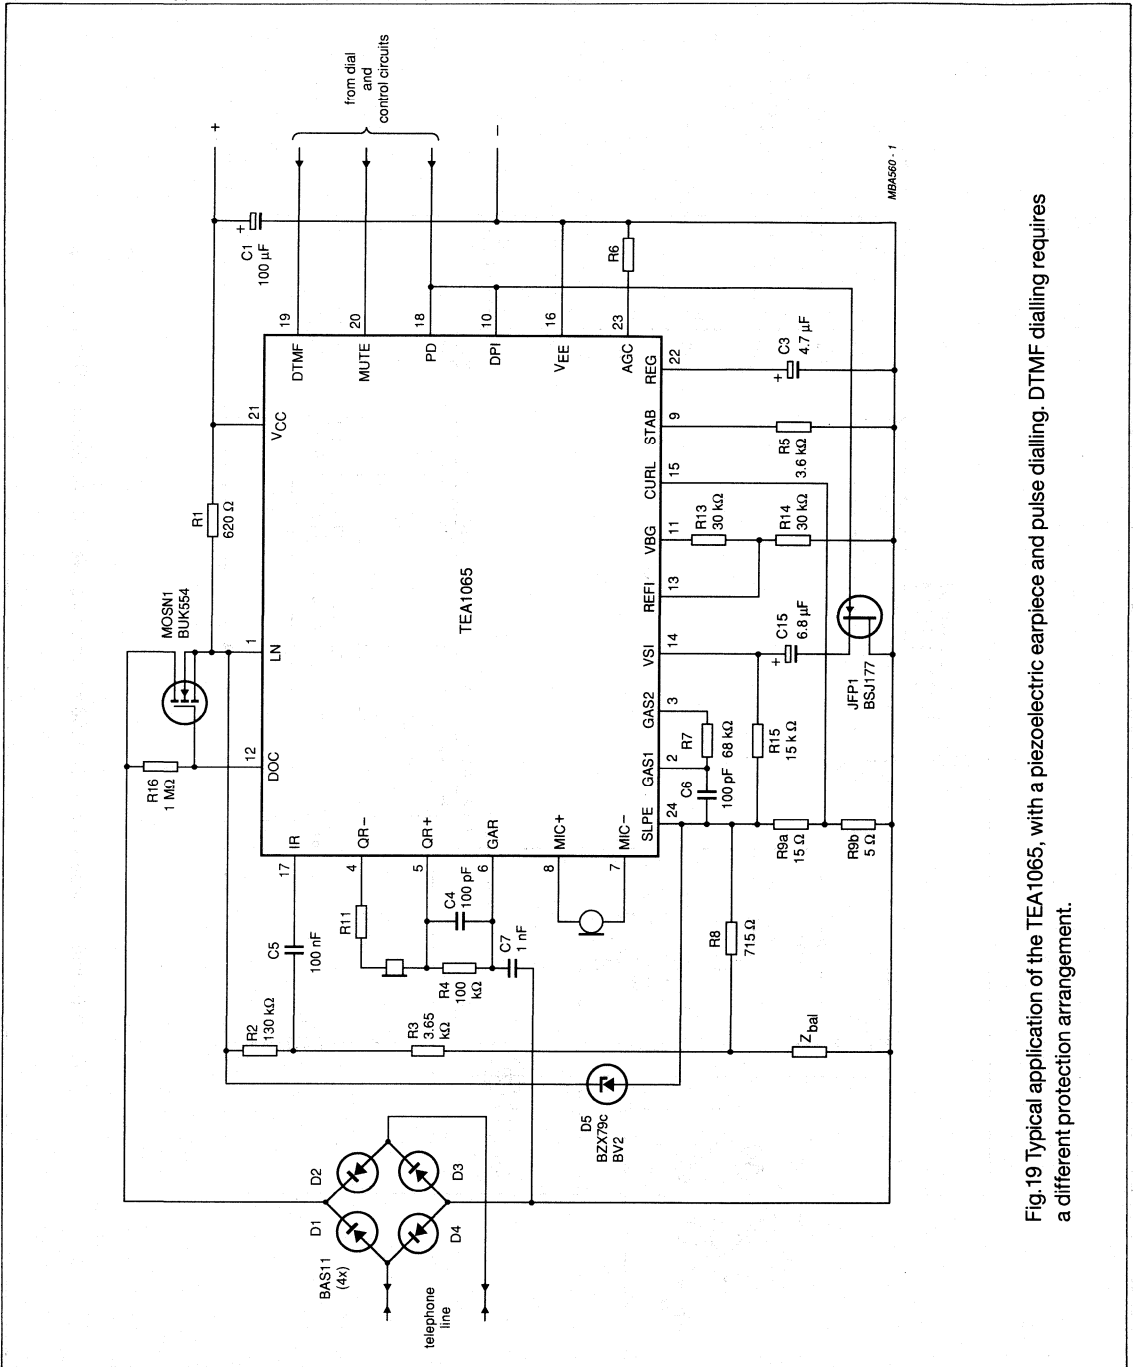 from dial
and
control circuits
+
−
C1
100 µF
+
R6
MBA560 - 1
19
20
18
10
16
23
DTMF
MUTE
PD
DPI
VEE
AGC
21
VCC
R1
620 Ω
REG
22
C3
4.7 µF
+
STAB
9
R5
3.6 kΩ
CURL
15
VBG
11
R13
30 kΩ
R14
30 kΩ
REFI
13
TEA1065
MOSN1
BUK554
1
LN
VSI
14
C15
6.8 µF
+
JFP1
BSJ177
GAS2
3
R7
68 kΩ
R15
15 k Ω
GAS1
2
C6
100 pF
12
DOC
R16
1 MΩ
SLPE
24
R9a
15 Ω
R9b
5 Ω
IR
QR−
QR+
GAR
MIC+
MIC−
17
4
5
6
8
7
C5
100 nF
R11
C4
100 pF
R4
100
kΩ
C7
1 nF
R8
715 Ω
R2
130 kΩ
R3
3.65
kΩ
Zbal
D5
BZX79c
BV2
D2
D3
D1
D4
BAS11
(4x)
telephone
line
Fig.19 Typical application of the TEA1065, with a piezoelectric earpiece and pulse dialling. DTMF dialling requires
a different protection arrangement.